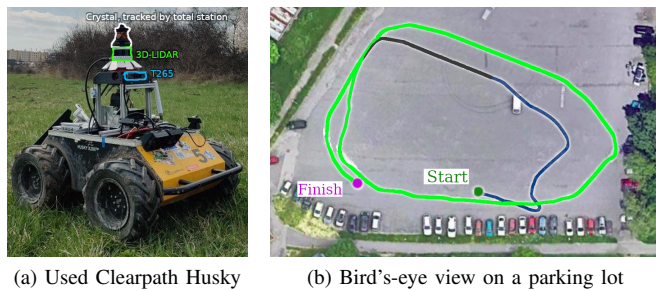 Crystal, tracked by total station
3D-LIDAR
T265
HUSKY
Start
Finish
(a) Used Clearpath Husky
(b) Bird's-eye view on a parking lot